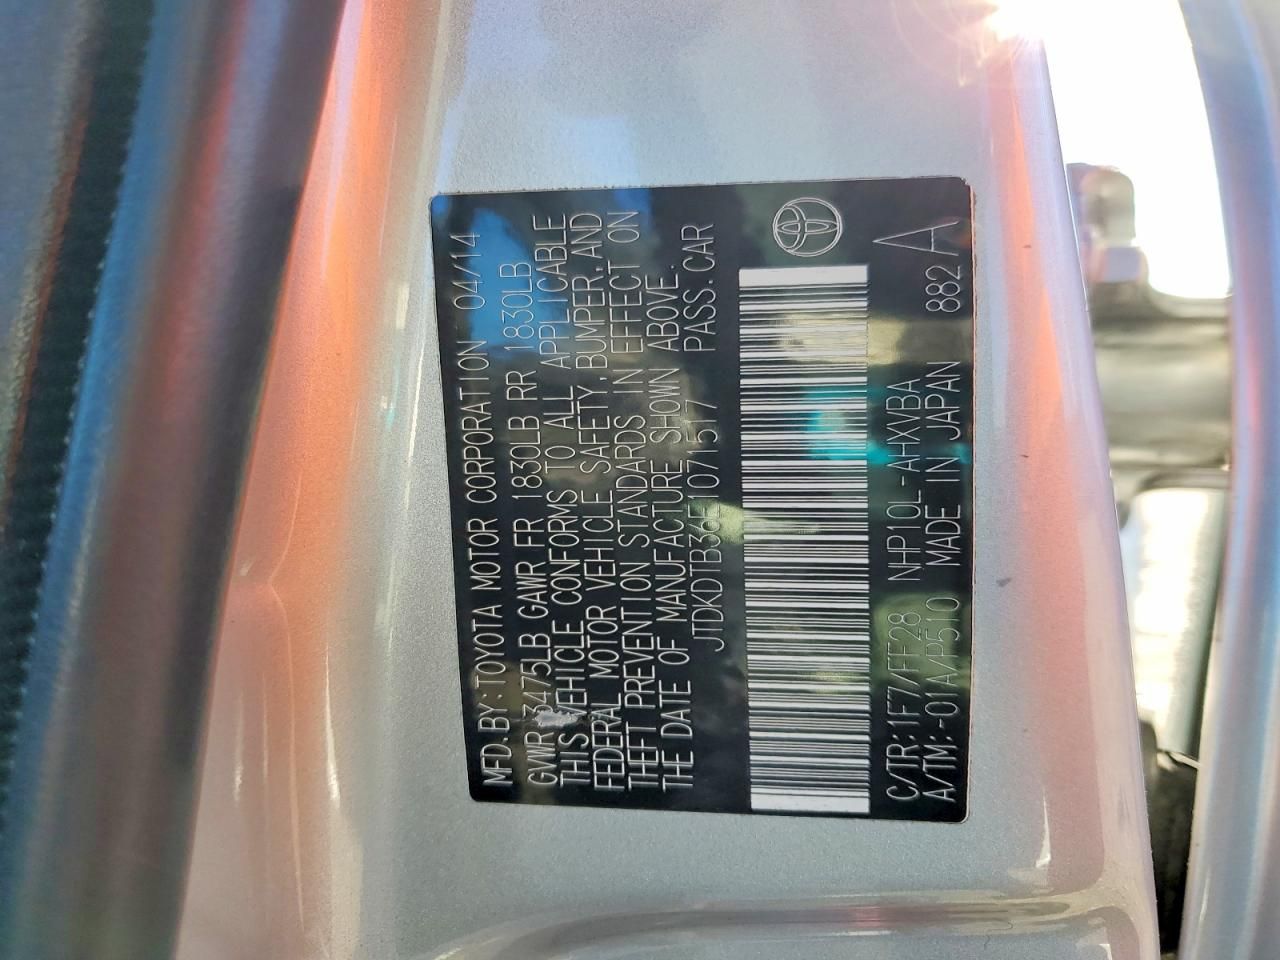 MFD.BY:TOYOTA MOTOR CORPORATION 04/14
GVWR 3475LB GAWR FR 1830LB RR 1830LB
THIS VEHICLE CONFORMS TO ALL APPLICABLE
FEDERAL MOTOR VEHICLE SAFETY, BUMPER, AND
THEFT PREVENTION STANDARDS IN EFFECT ON
THE DATE OF MANUFACTURE SHOWN ABOVE.
JTDKDTB36E1071517 PASS.CAR
C/TR:1F7/FF28 NHP10L-AHXVBA A
A/TM:-01A/P510 MADE IN JAPAN 882